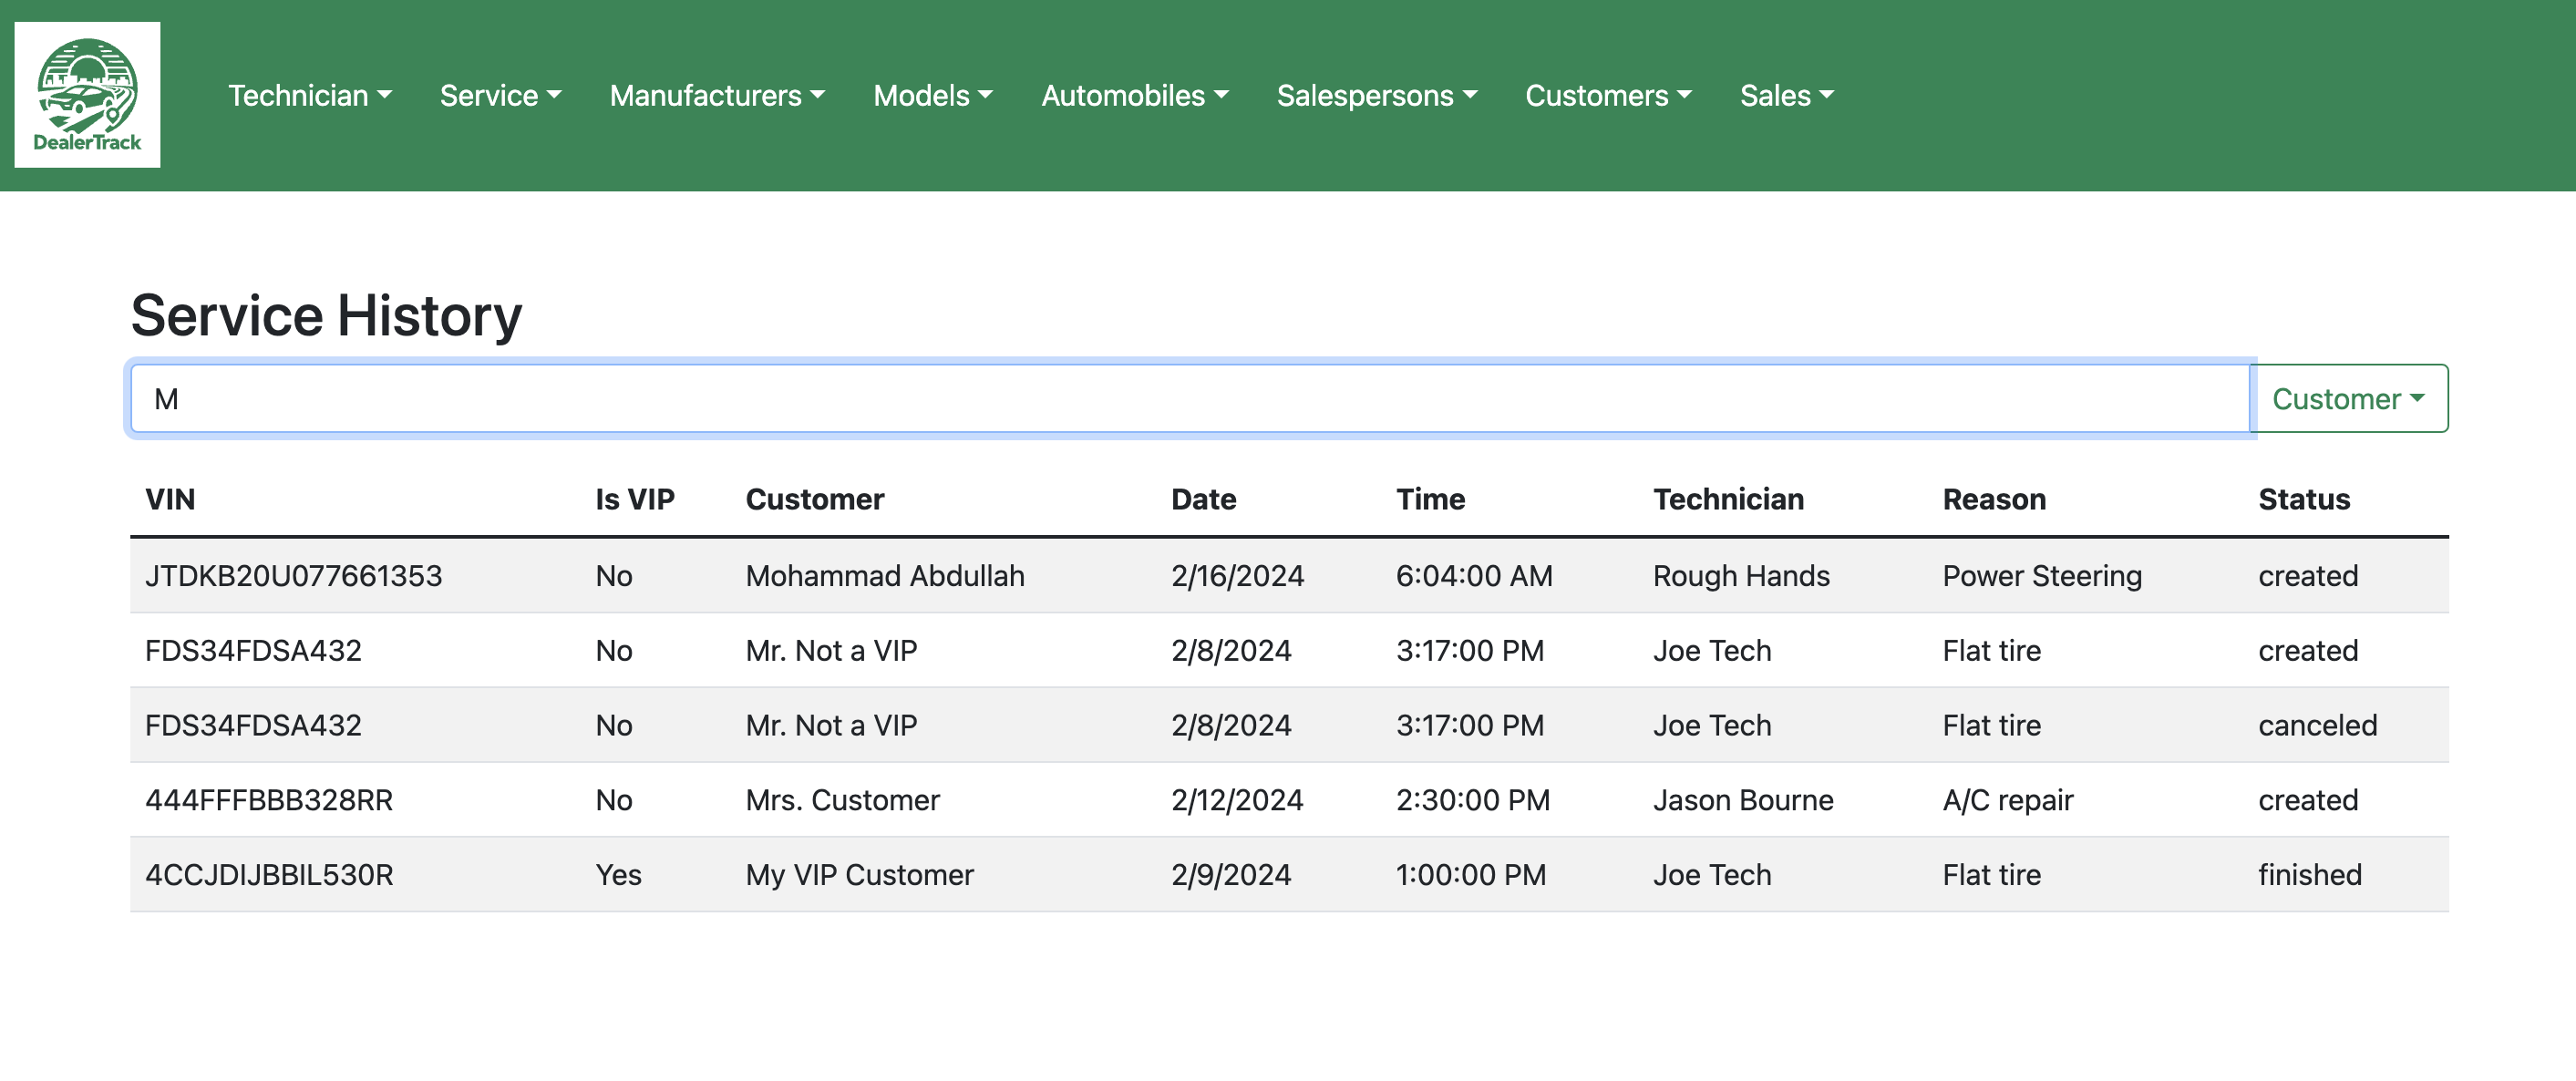 DealerTrack
Technician Service Manufacturers Models Automobiles Salespersons Customers Sales
Service History
M Customer
VIN Is VIP Customer Date Time Technician Reason Status
JTDKB20U077661353 No Mohammad Abdullah 2/16/2024 6:04:00 AM Rough Hands Power Steering created
FDS34FDSA432 No Mr. Not a VIP 2/8/2024 3:17:00 PM Joe Tech Flat tire created
FDS34FDSA432 No Mr. Not a VIP 2/8/2024 3:17:00 PM Joe Tech Flat tire canceled
444FFFBBB328RR No Mrs. Customer 2/12/2024 2:30:00 PM Jason Bourne A/C repair created
4CCJDIJBBIL530R Yes My VIP Customer 2/9/2024 1:00:00 PM Joe Tech Flat tire finished